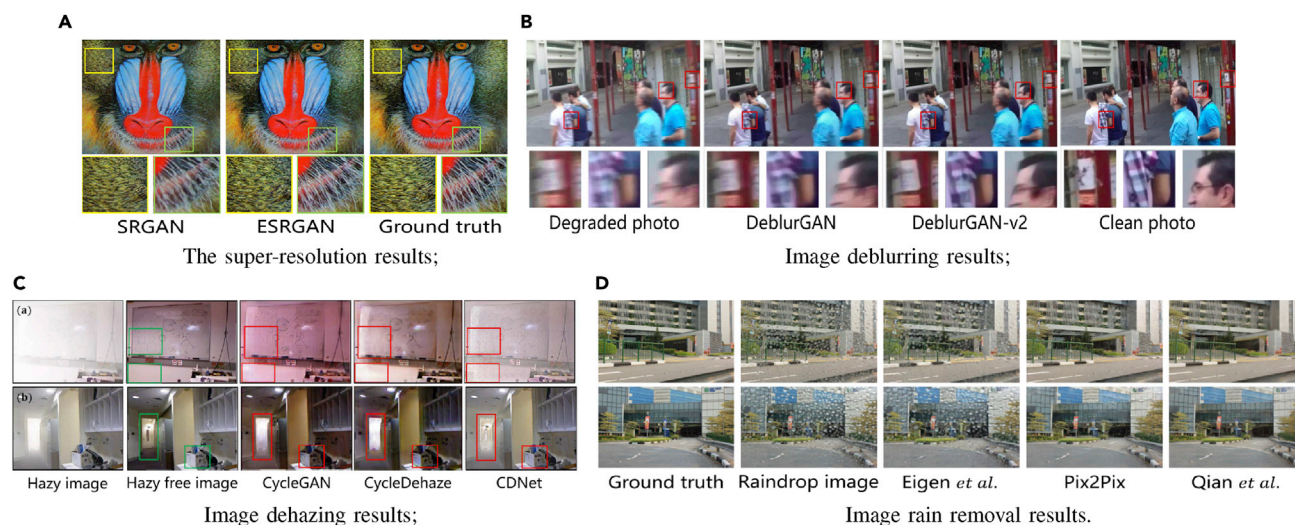 A
SRGAN ESRGAN Ground truth
The super-resolution results;
B
Degraded photo DeblurGAN DeblurGAN-v2 Clean photo
Image deblurring results;
C
(a)
(b)
Hazy image Hazy free image CycleGAN CycleDehaze CDNet
Image dehazing results;
D
Ground truth Raindrop image Eigen et al. Pix2Pix Qian et al.
Image rain removal results.